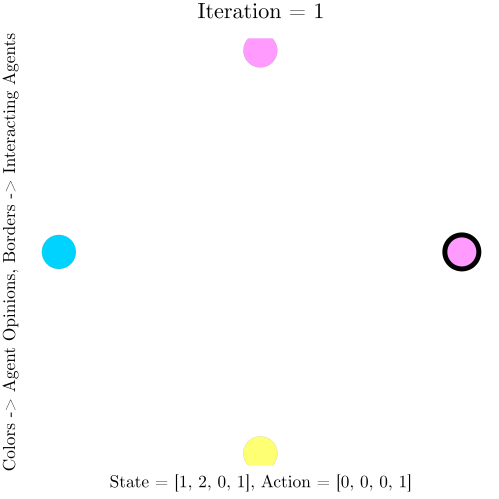 Iteration = 1
Colors -> Agent Opinions, Borders -> Interacting Agents
State = [1, 2, 0, 1], Action = [0, 0, 0, 1]